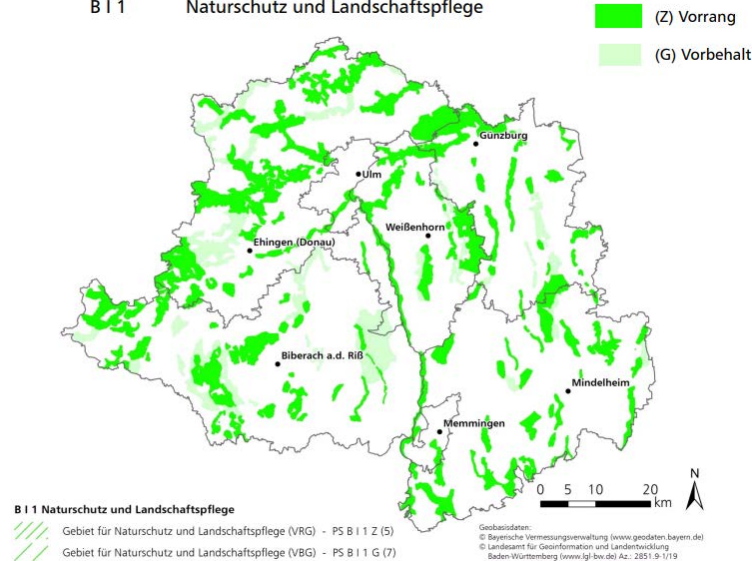 B I 1 Naturschutz und Landschaftspflege
(Z) Vorrang
(G) Vorbehalt
Günzburg
Ulm
Weißenhorn
Ehingen (Donau)
Biberach a.d. Riß
Mindelheim
Memmingen
N
0 5 10 20 km
B I 1 Naturschutz und Landschaftspflege
Gebiet für Naturschutz und Landschaftspflege (VRG) - PS B I 1 Z (5)
Gebiet für Naturschutz und Landschaftspflege (VBG) - PS B I 1 G (7)
Geobasisdaten:
© Bayerische Vermessungsverwaltung (www.geodaten.bayern.de)
© Landesamt für Geoinformation und Landentwicklung
Baden-Württemberg (www.lgl-bw.de) Az.: 2851.9-1/19